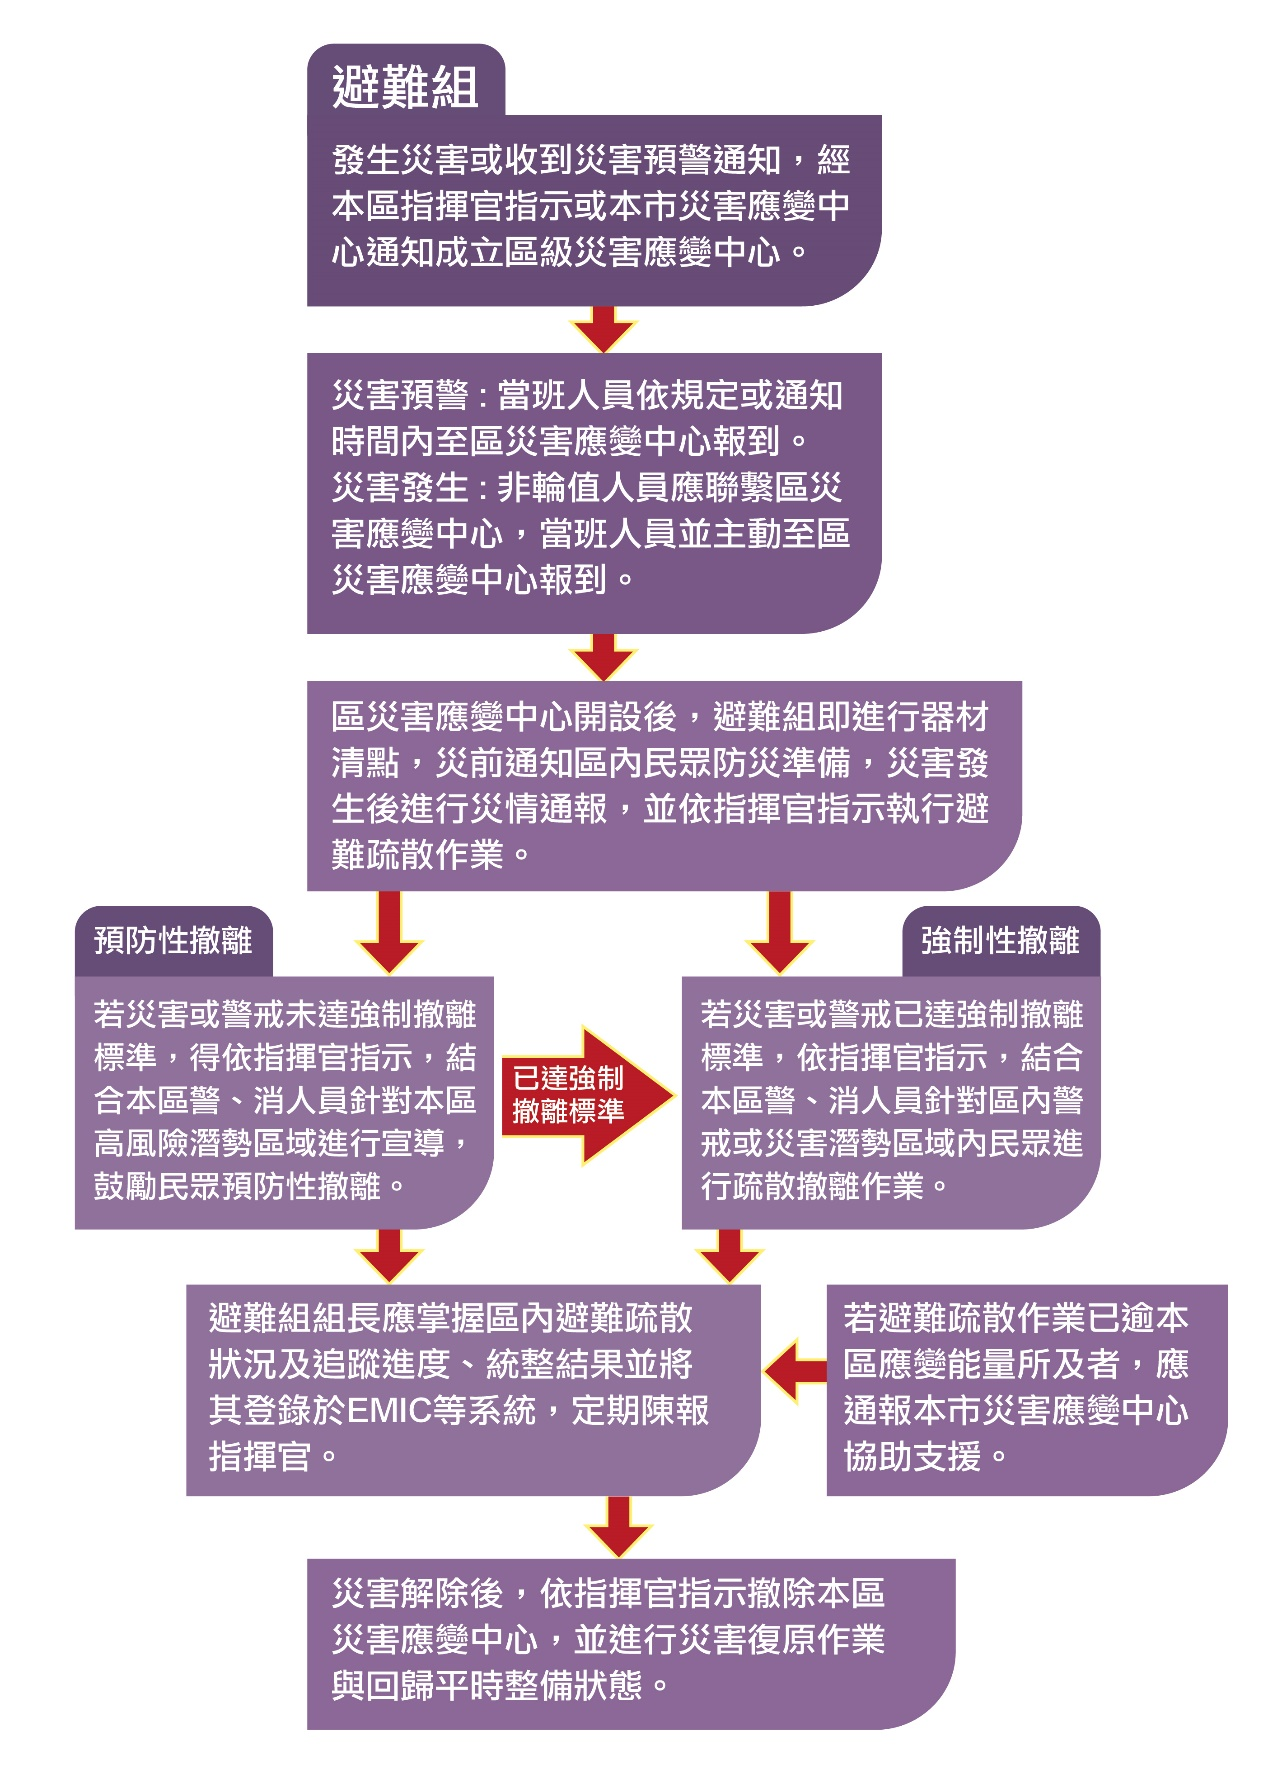 避難組
發生災害或收到災害預警通知，經
本區指揮官指示或本市災害應變中
心通知成立區級災害應變中心。
災害預警：當班人員依規定或通知
時間內至區災害應變中心報到。
災害發生：非輪值人員應聯繫區災
害應變中心，當班人員並主動至區
災害應變中心報到。
區災害應變中心開設後，避難組即進行器材
清點，災前通知區內民眾防災準備，災害發
生後進行災情通報，並依指揮官指示執行避
難疏散作業。
預防性撤離
若災害或警戒未達強制撤離
標準，得依指揮官指示，結
合本區警、消人員針對本區
高風險潛勢區域進行宣導，
鼓勵民眾預防性撤離。
已達強制
撤離標準
強制性撤離
若災害或警戒已達強制撤離
標準，依指揮官指示，結合
本區警、消人員針對區內警
戒或災害潛勢區域內民眾進
行疏散撤離作業。
避難組組長應掌握區內避難疏散
狀況及追蹤進度、統整結果並將
其登錄於EMIC等系統，定期陳報
指揮官。
若避難疏散作業已逾本
區應變能量所及者，應
通報本市災害應變中心
協助支援。
災害解除後，依指揮官指示撤除本區
災害應變中心，並進行災害復原作業
與回歸平時整備狀態。